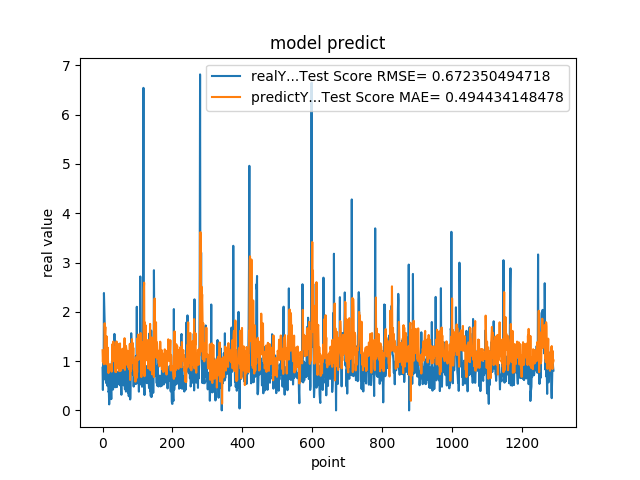 model predict
realY...Test Score RMSE= 0.672350494718
predictY...Test Score MAE= 0.494434148478
7
6
5
4
3
2
1
0
real value
0 200 400 600 800 1000 1200
point